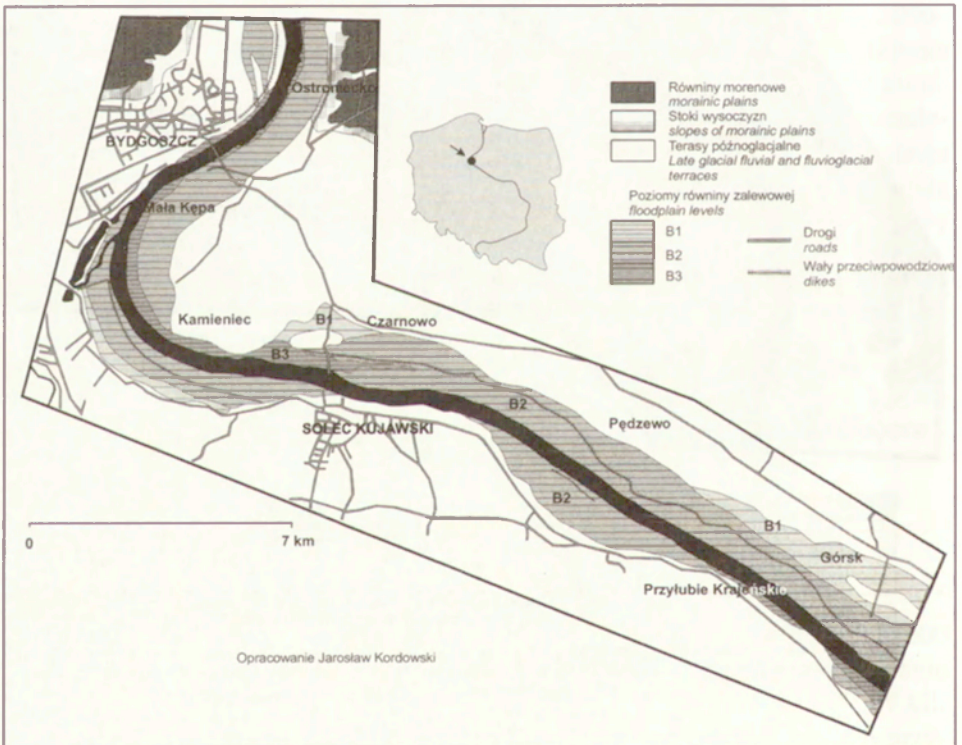 Ostromecko
BYDGOSZCZ
Mała Kępa
Kamieniec
B1
Czarnowo
B3
B2
SOLEC KUJAWSKI
Pędzewo
B2
B1
Górsk
Przyłubie Krajeńskie
0
7 km
Opracowanie Jarosław Kordowski
Równiny morenowe
morainic plains
Stoki wysoczyzn
slopes of morainic plains
Terasy późnoglacjalne
Late glacial fluvial and fluvioglacial
terraces
Poziomy równiny zalewowej
floodplain levels
B1
B2
B3
Drogi
roads
Wały przeciwpowodziowe
dikes